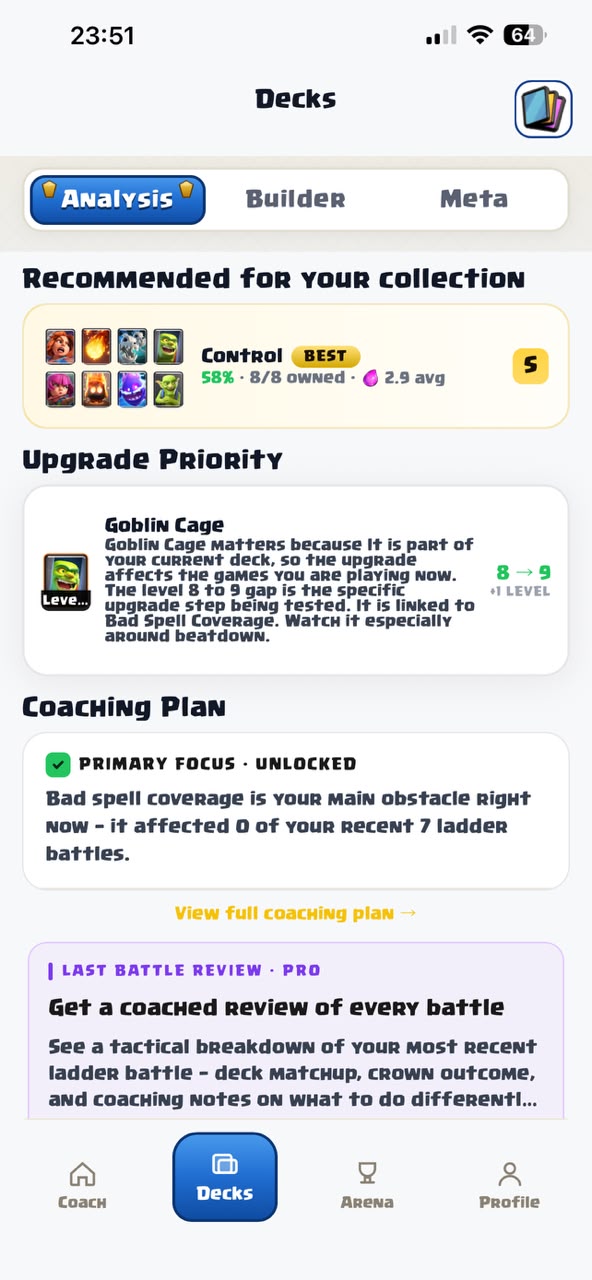 23:51
64
Decks
Analysis
Builder
Meta
Recommended for your collection
Control BEST
58% · 8/8 owned · 2.9 avg
S
Upgrade Priority
Goblin Cage
Goblin Cage matters because It is part of
your current deck, so the upgrade
affects the games you are playing now.
The level 8 to 9 gap is the specific
upgrade step being tested. It is linked to
Bad Spell Coverage. Watch it especially
around beatdown.
Leve...
8 → 9
+1 LEVEL
Coaching Plan
PRIMARY FOCUS · UNLOCKED
Bad spell coverage is your main obstacle right
now – it affected 0 of your recent 7 ladder
battles.
View full coaching plan →
LAST BATTLE REVIEW · PRO
Get a coached review of every battle
See a tactical breakdown of your most recent
ladder battle – deck matchup, crown outcome,
and coaching notes on what to do differentl...
Coach
Decks
Arena
Profile